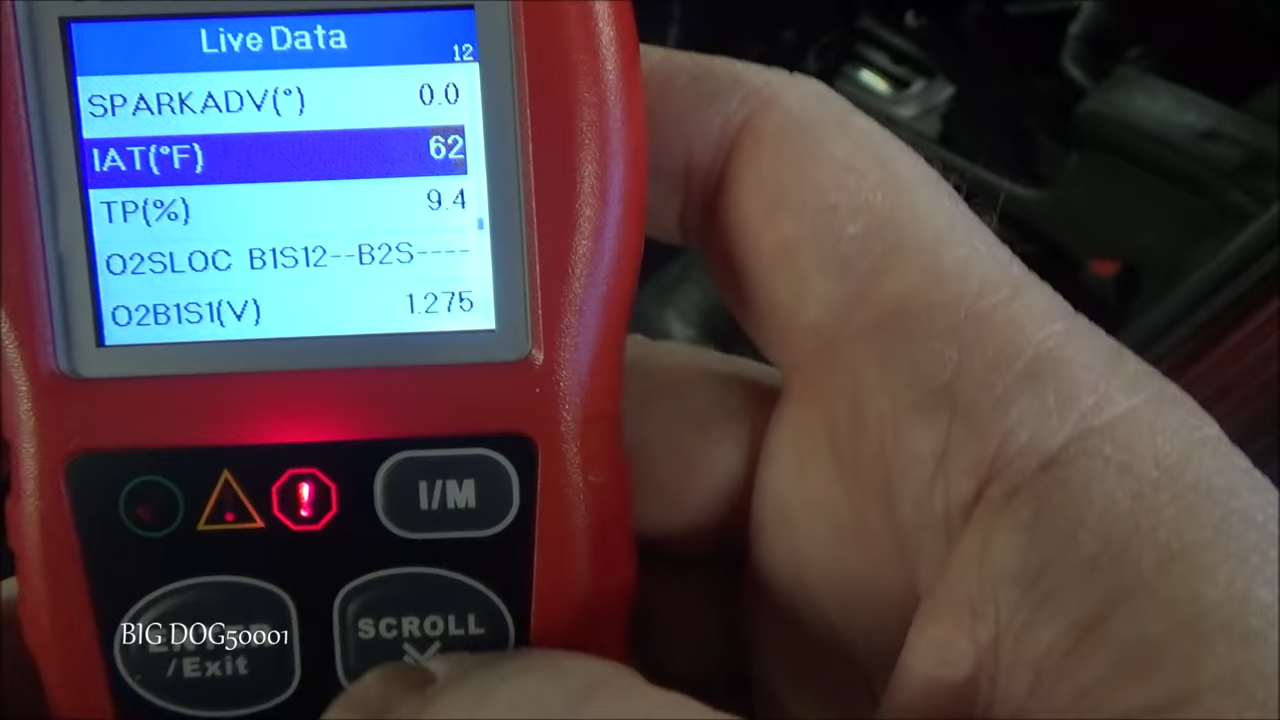 Live Data
12
SPARKADV(°) 0.0
IAT(°F) 62
TP(%) 9.4
O2SLOC B1S12--B2S----
O2B1S1(V) 1.275
!
I/M
ENTER
/Exit
SCROLL
BIG DOG50001